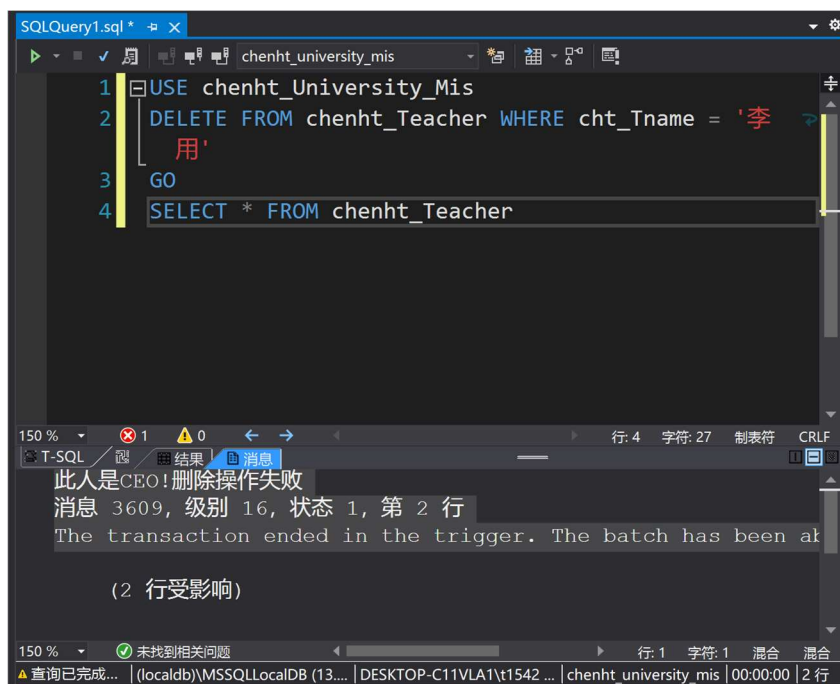 SQLQuery1.sql *
chenht_university_mis
1 USE chenht_University_Mis
2 DELETE FROM chenht_Teacher WHERE cht_Tname = '李
用'
3 GO
4 SELECT * FROM chenht_Teacher
150 % 1 0 行: 4 字符: 27 制表符 CRLF
T-SQL 结果 消息
此人是CEO!删除操作失败
消息 3609, 级别 16, 状态 1, 第 2 行
The transaction ended in the trigger. The batch has been ab
(2 行受影响)
150 % 未找到相关问题 行: 1 字符: 1 混合 混合
查询已完成... (localdb)\MSSQLLocalDB (13.... DESKTOP-C11VLA1\t1542 ... chenht_university_mis 00:00:00 2 行